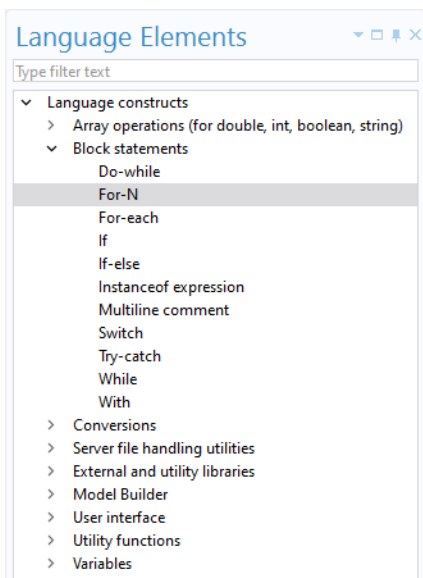 Language Elements
Type filter text
Language constructs
Array operations (for double, int, boolean, string)
Block statements
Do-while
For-N
For-each
If
If-else
Instanceof expression
Multiline comment
Switch
Try-catch
While
With
Conversions
Server file handling utilities
External and utility libraries
Model Builder
User interface
Utility functions
Variables